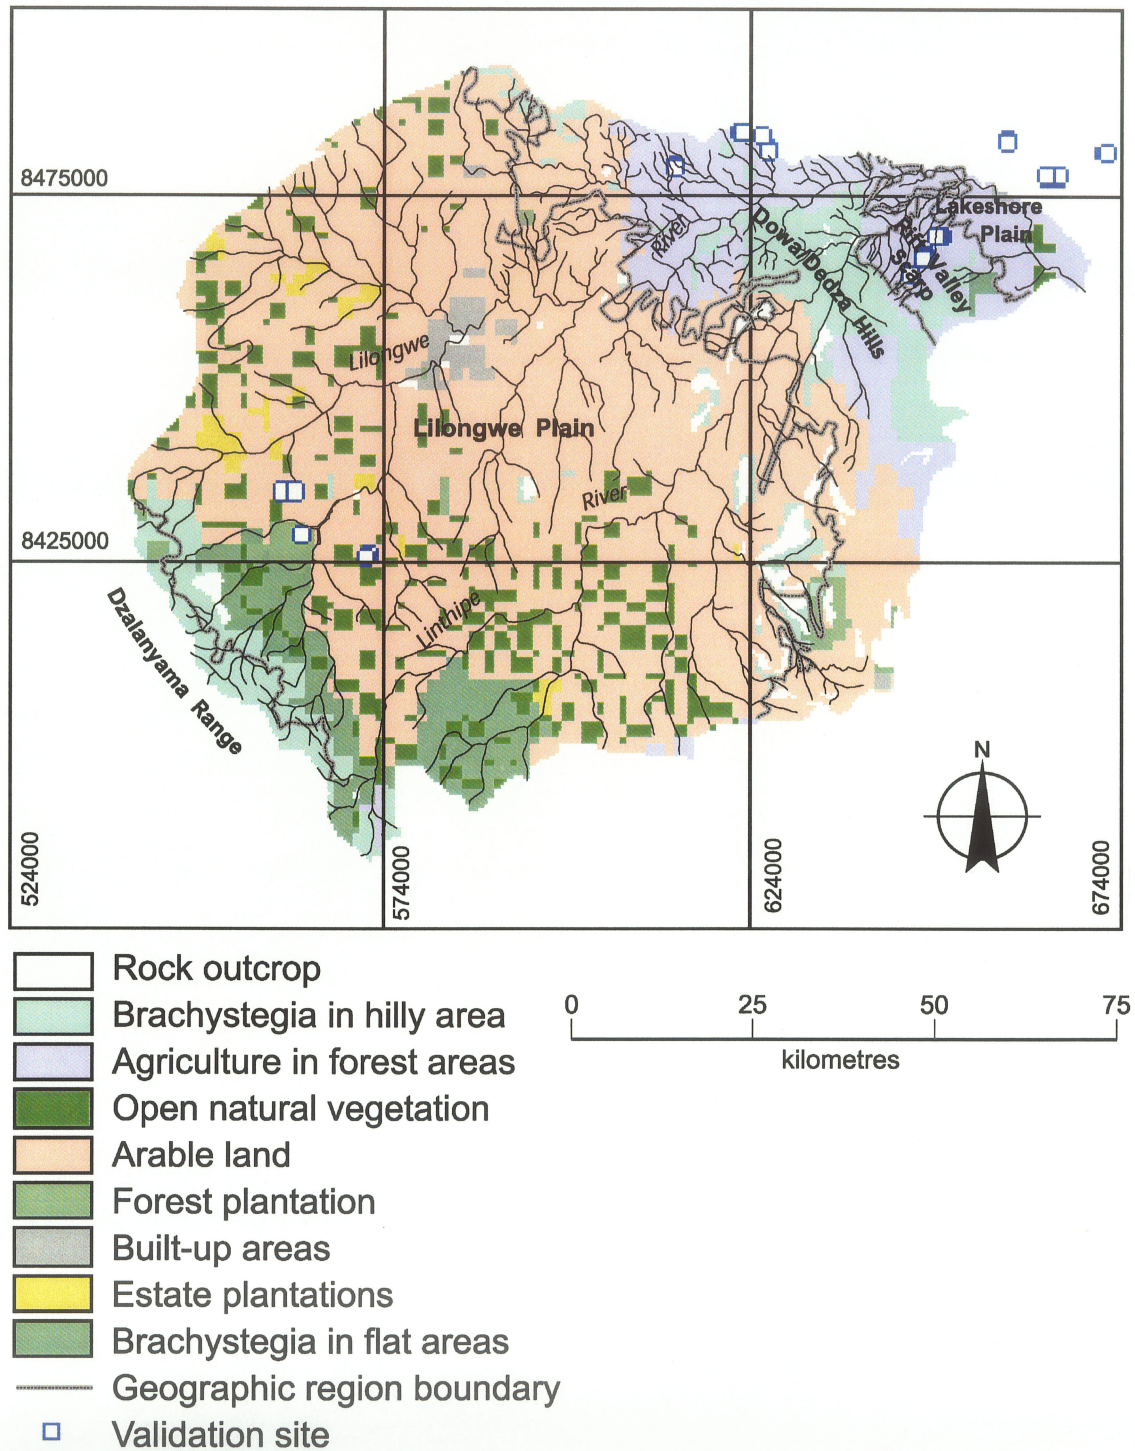 8475000
Lakeshore
Plain
River
Dowa/Dedza Hills
Rift Valley
Scarp
Lilongwe
Lilongwe Plain
River
8425000
Linthipe
Dzalanyama Range
N
524000
574000
624000
674000
Rock outcrop
0 25 50 75
Brachystegia in hilly area
kilometres
Agriculture in forest areas
Open natural vegetation
Arable land
Forest plantation
Built-up areas
Estate plantations
Brachystegia in flat areas
Geographic region boundary
Validation site